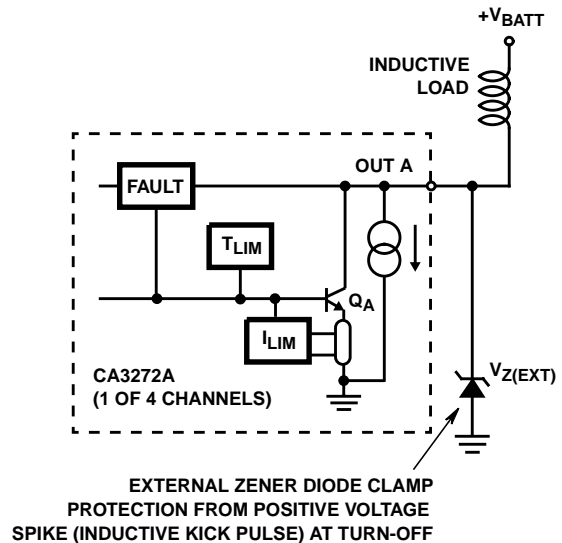 +VBATT
INDUCTIVE
LOAD
OUT A
FAULT
TLIM
QA
ILIM
CA3272A
(1 OF 4 CHANNELS)
VZ(EXT)
EXTERNAL ZENER DIODE CLAMP
PROTECTION FROM POSITIVE VOLTAGE
SPIKE (INDUCTIVE KICK PULSE) AT TURN-OFF